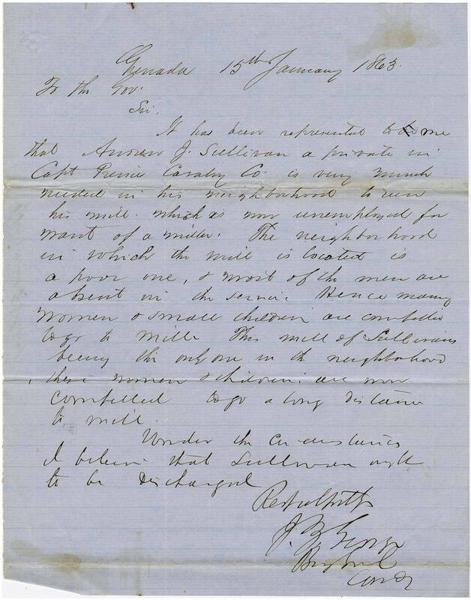 Grenada 15th January 1863.
To the Gov:
Sir.
It has been represented to me
that Andrew J. Sullivan a private in
Capt Cavalry Co. is very much
needed in his neighborhood to run
his mill. which is now unemployed for
want of a miller. The neighborhood
in which the mill is located is
a poor one, & most of the men are
absent in the service. Hence many
women & small children are compelled
to go to mill. This mill of Sullivans
being the only one in the neighborhood,
these women & children are now
compelled to go a long distance
to mill.
Under the circumstances
I believe that Sullivan ought
to be discharged
Respectfully
J. Z. George
Brig Genl